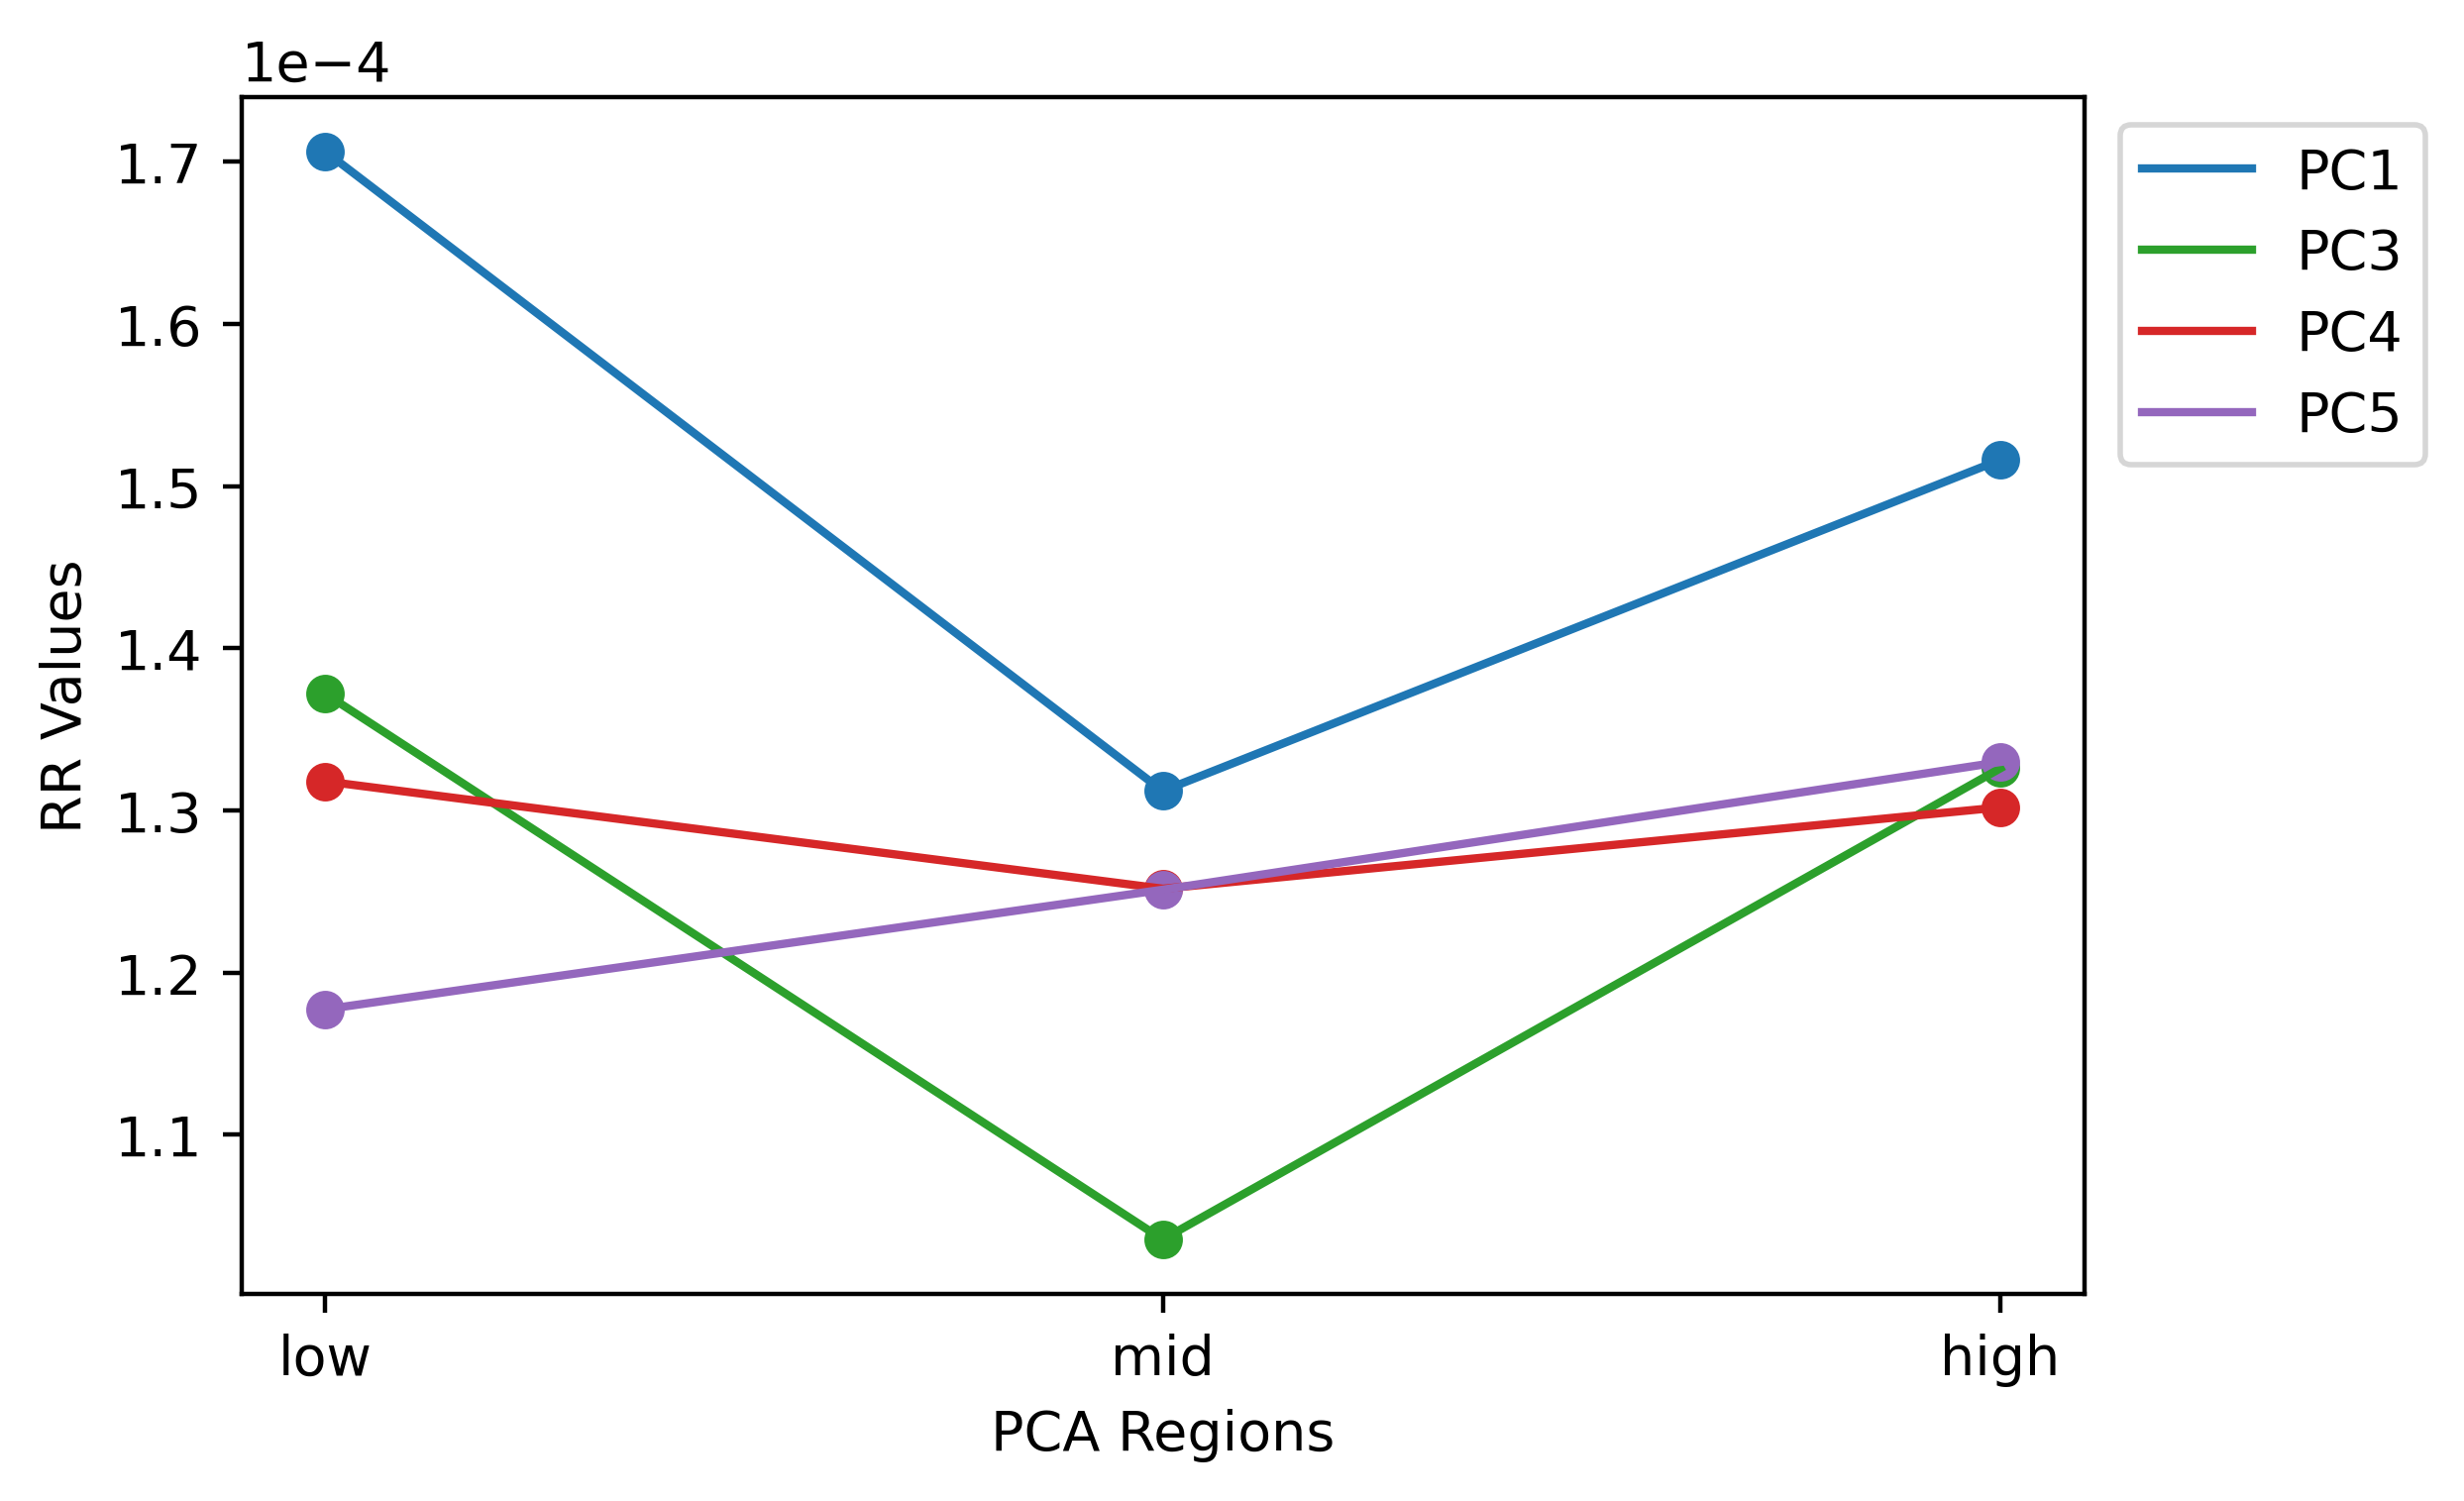 1e−4
1.7
1.6
1.5
1.4
1.3
1.2
1.1
RR Values
low
mid
high
PCA Regions
PC1
PC3
PC4
PC5